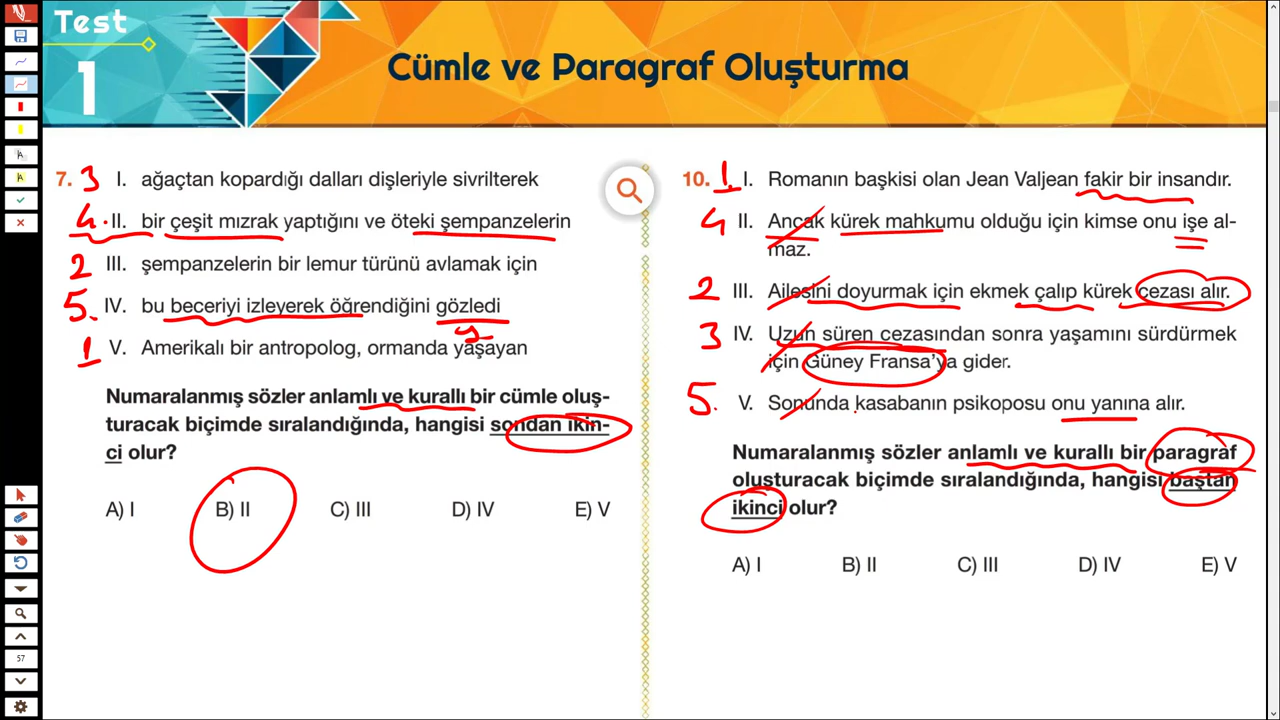 Test
1
Cümle ve Paragraf Oluşturma
7. 3 I. ağaçtan kopardığı dalları dişleriyle sivrilterek
4. II. bir çeşit mızrak yaptığını ve öteki şempanzelerin
2 III. şempanzelerin bir lemur türünü avlamak için
5. IV. bu beceriyi izleyerek öğrendiğini gözledi
1 V. Amerikalı bir antropolog, ormanda yaşayan
Numaralanmış sözler anlamlı ve kurallı bir cümle oluş-
turacak biçimde sıralandığında, hangisi sondan ikin-
ci olur?
A) I B) II C) III D) IV E) V
10. 1 I. Romanın başkisi olan Jean Valjean fakir bir insandır.
4 II. Ancak kürek mahkumu olduğu için kimse onu işe al-
maz.
2 III. Ailesini doyurmak için ekmek çalıp kürek cezası alır.
3 IV. Uzun süren cezasından sonra yaşamını sürdürmek
için Güney Fransa'ya gider.
5. V. Sonunda kasabanın psikoposu onu yanına alır.
Numaralanmış sözler anlamlı ve kurallı bir paragraf
oluşturacak biçimde sıralandığında, hangisi baştan
ikinci olur?
A) I B) II C) III D) IV E) V
57